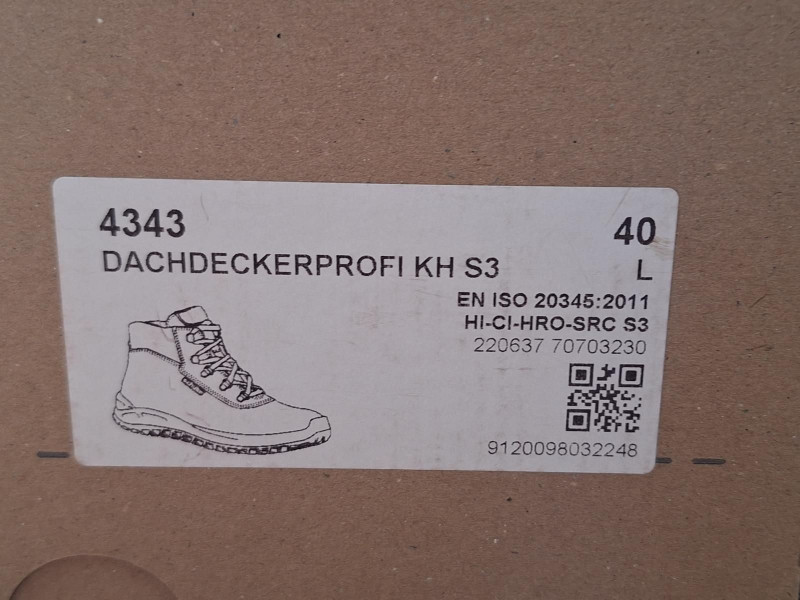 4343
40
DACHDECKERPROFI KH S3
L
EN ISO 20345:2011
HI-CI-HRO-SRC S3
220637 70703230
9120098032248